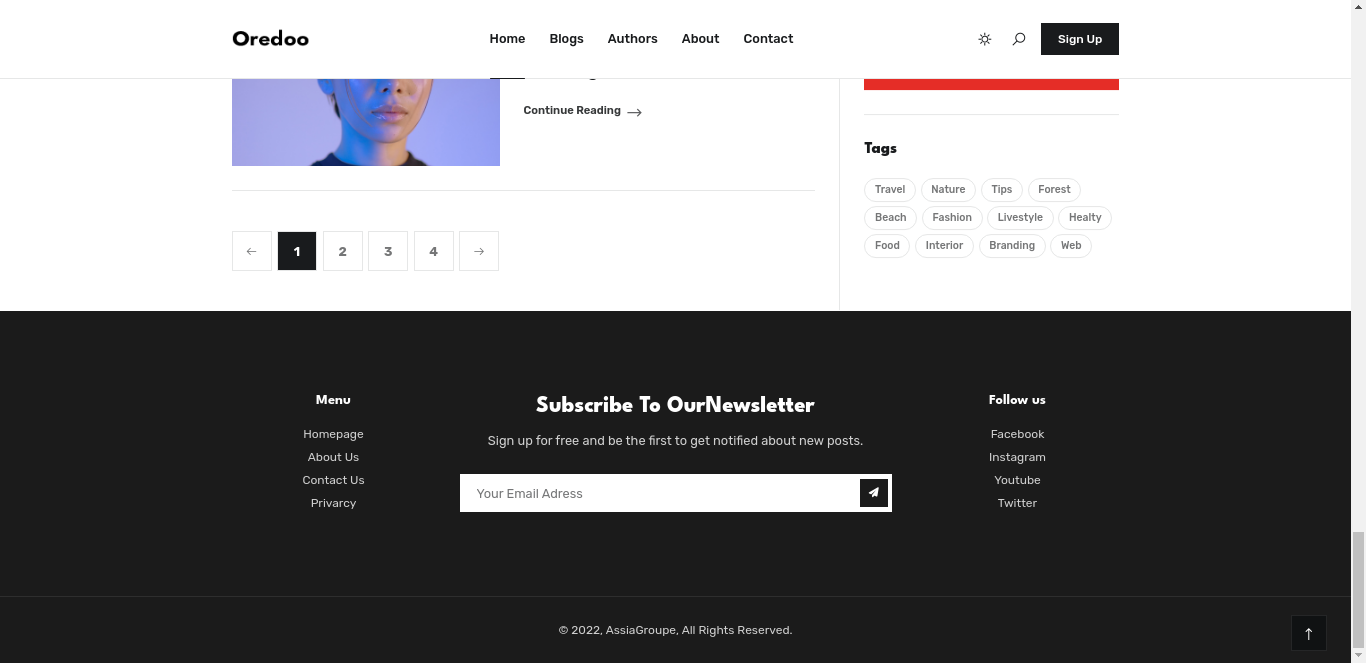 Oredoo
Home Blogs Authors About Contact
Sign Up
Continue Reading
1 2 3 4
Tags
Travel Nature Tips Forest
Beach Fashion Livestyle Healty
Food Interior Branding Web
Menu
Homepage
About Us
Contact Us
Privarcy
Subscribe To OurNewsletter
Sign up for free and be the first to get notified about new posts.
Your Email Adress
Follow us
Facebook
Instagram
Youtube
Twitter
© 2022, AssiaGroupe, All Rights Reserved.